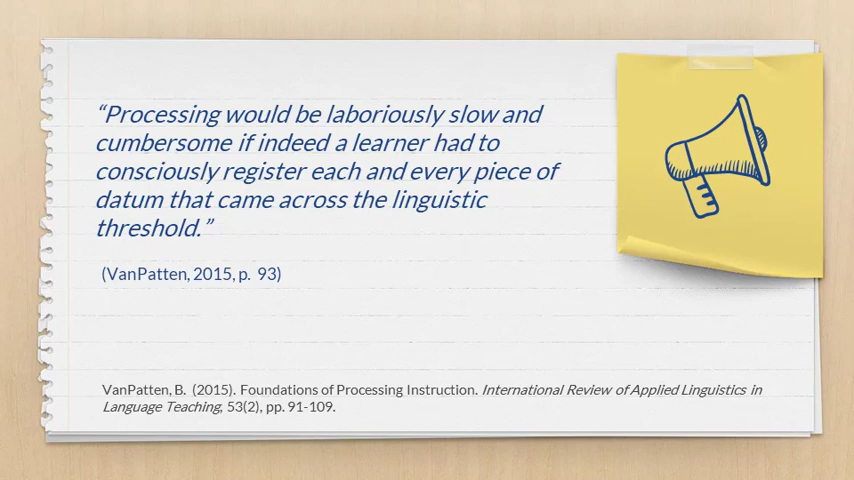 “Processing would be laboriously slow and
cumbersome if indeed a learner had to
consciously register each and every piece of
datum that came across the linguistic
threshold.”
(VanPatten, 2015, p. 93)
VanPatten, B. (2015). Foundations of Processing Instruction. International Review of Applied Linguistics in
Language Teaching, 53(2), pp. 91-109.